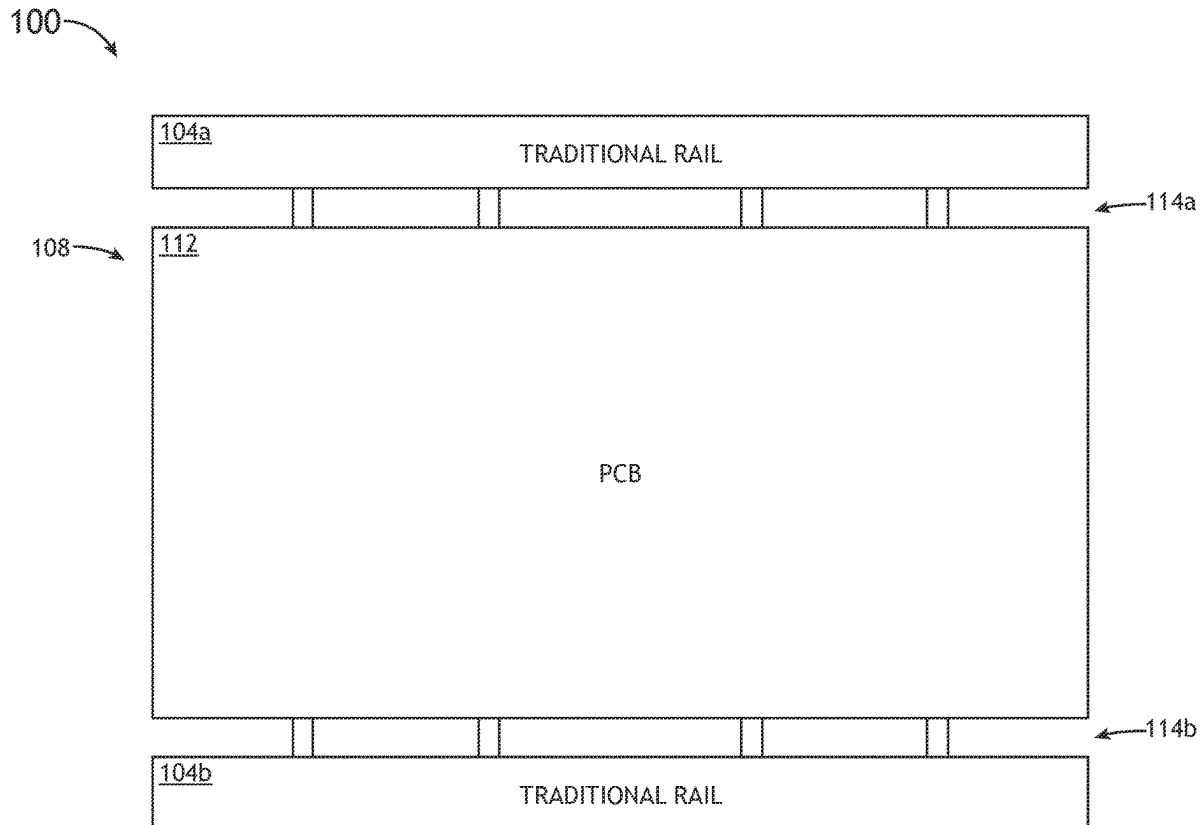 100
104a
TRADITIONAL RAIL
114a
108
112
PCB
114b
104b
TRADITIONAL RAIL